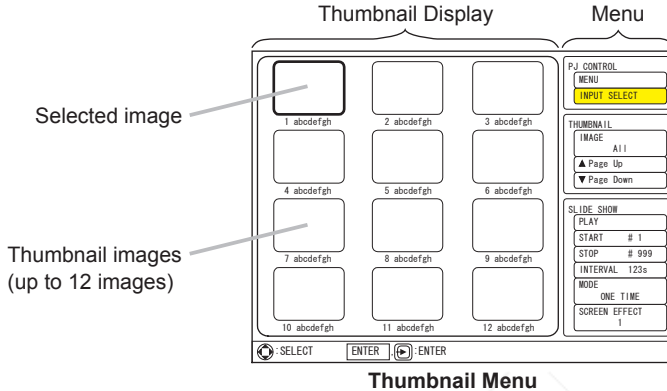 Thumbnail Display
Menu
Selected image
Thumbnail images
(up to 12 images)
1 abcdefgh
2 abcdefgh
3 abcdefgh
4 abcdefgh
5 abcdefgh
6 abcdefgh
7 abcdefgh
8 abcdefgh
9 abcdefgh
10 abcdefgh
11 abcdefgh
12 abcdefgh
PJ CONTROL
MENU
INPUT SELECT
THUMBNAIL
IMAGE
All
▲ Page Up
▼ Page Down
SLIDE SHOW
PLAY
START # 1
STOP # 999
INTERVAL 123s
MODE
ONE TIME
SCREEN EFFECT
1
:SELECT ENTER , :ENTER
Thumbnail Menu